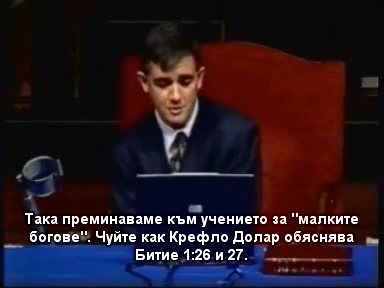 Така преминаваме към учението за "малките
богове". Чуйте как Крефло Долар обяснява
Битие 1:26 и 27.